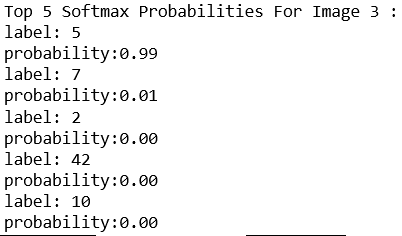 Top 5 Softmax Probabilities For Image 3 :
label: 5
probability:0.99
label: 7
probability:0.01
label: 2
probability:0.00
label: 42
probability:0.00
label: 10
probability:0.00